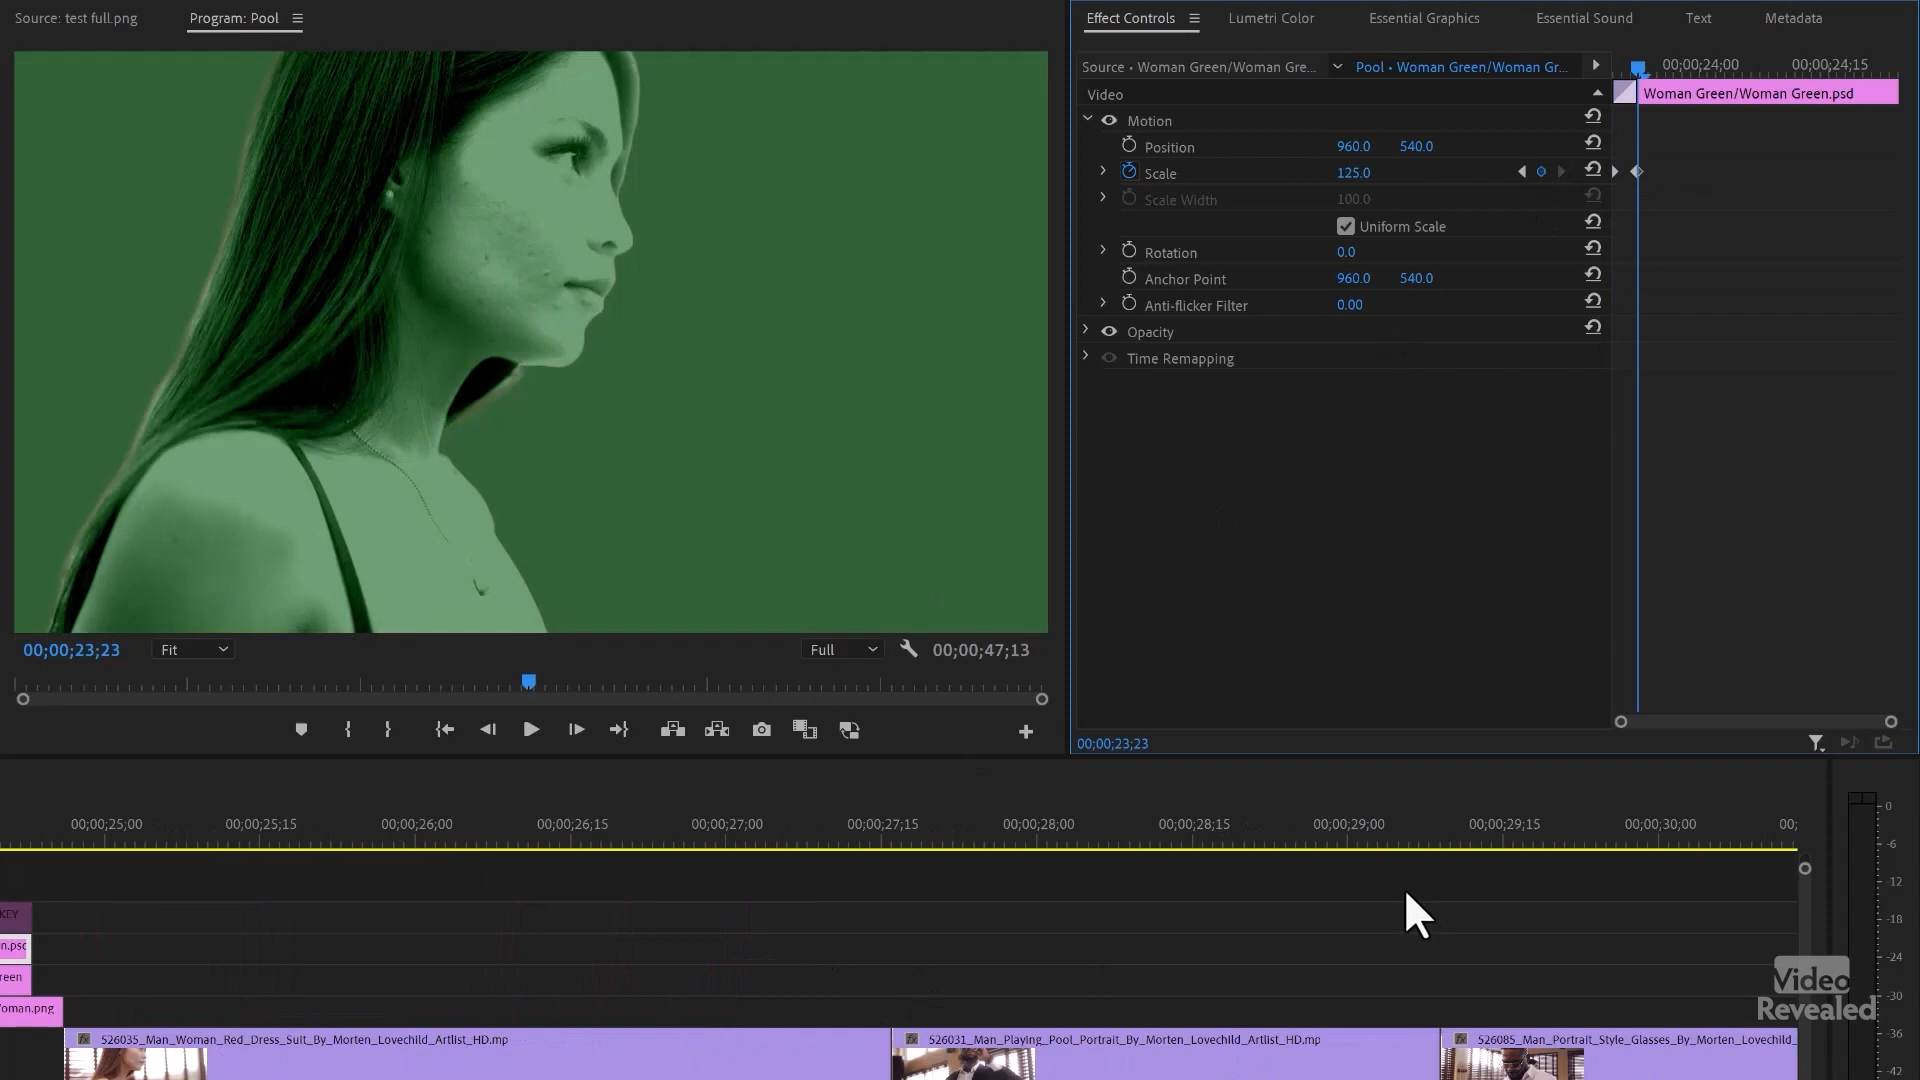 Source: test full.png
Program: Pool
Effect Controls
Lumetri Color
Essential Graphics
Essential Sound
Text
Metadata
Source • Woman Green/Woman Gre...
Pool • Woman Green/Woman Gr...
00;00;24;00
00;00;24;15
Video
Woman Green/Woman Green.psd
Motion
Position 960.0 540.0
Scale 125.0
Scale Width 100.0
Uniform Scale
Rotation 0.0
Anchor Point 960.0 540.0
Anti-flicker Filter 0.00
Opacity
Time Remapping
00;00;23;23
Fit
Full
00;00;47;13
00;00;23;23
00;00;25;00
00;00;25;15
00;00;26;00
00;00;26;15
00;00;27;00
00;00;27;15
00;00;28;00
00;00;28;15
00;00;29;00
00;00;29;15
00;00;30;00
00;
0
-6
-12
-18
-24
-30
-36
-42
KEY
n.psc
reen
oman.png
fx 526035_Man_Woman_Red_Dress_Suit_By_Morten_Lovechild_Artlist_HD.mp
fx 526031_Man_Playing_Pool_Portrait_By_Morten_Lovechild_Artlist_HD.mp
fx 526085_Man_Portrait_Style_Glasses_By_Morten_Lovechild_
Video
Revealed